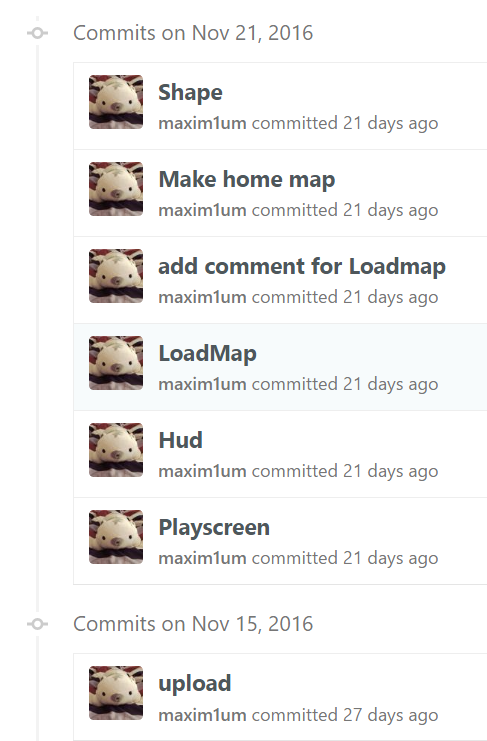 Commits on Nov 21, 2016
Shape
maxim1um committed 21 days ago
Make home map
maxim1um committed 21 days ago
add comment for Loadmap
maxim1um committed 21 days ago
LoadMap
maxim1um committed 21 days ago
Hud
maxim1um committed 21 days ago
Playscreen
maxim1um committed 21 days ago
Commits on Nov 15, 2016
upload
maxim1um committed 27 days ago